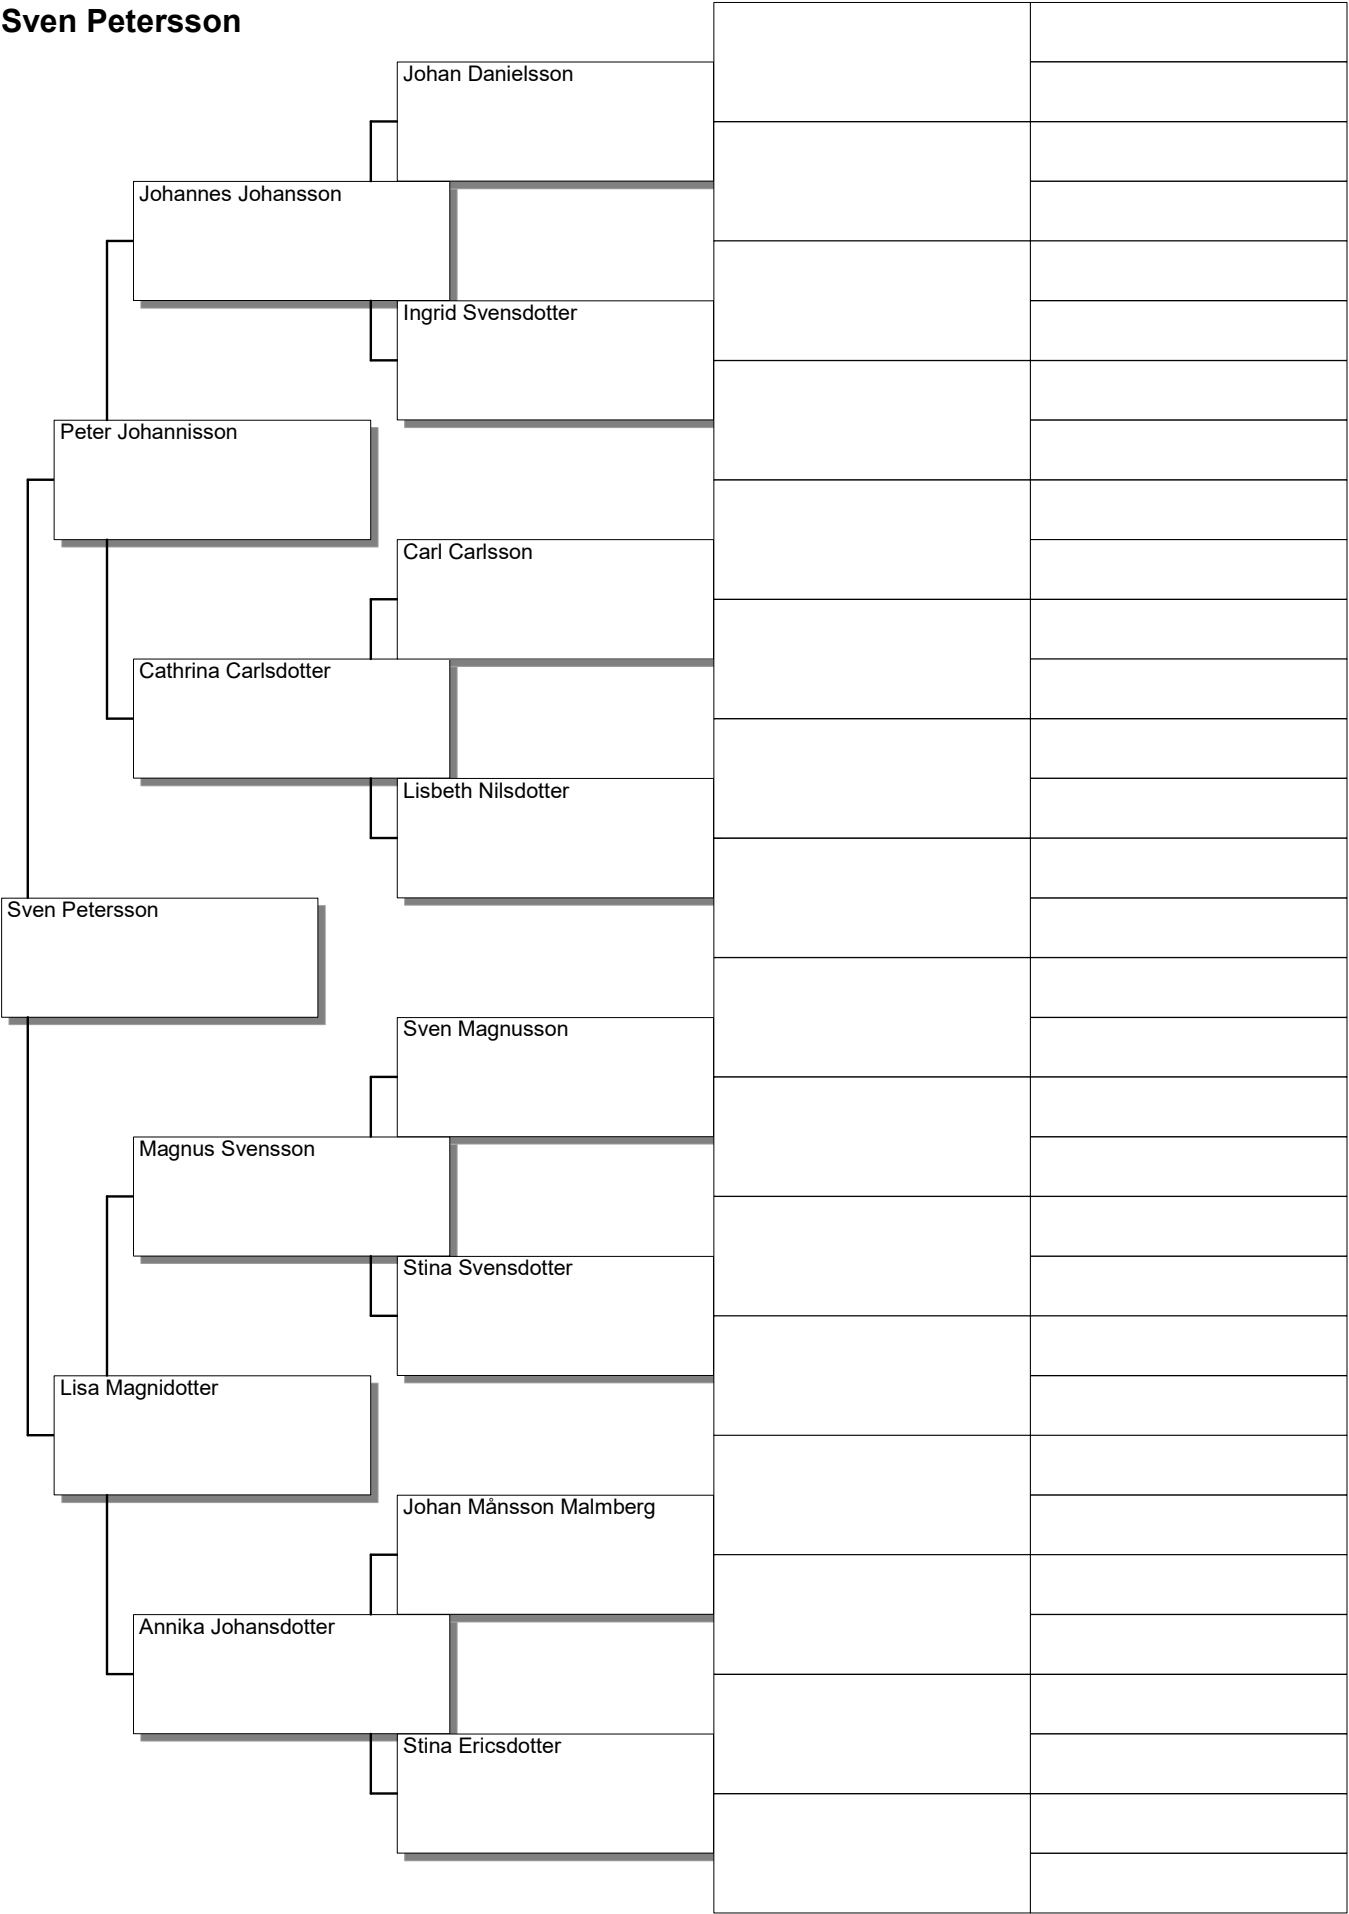 Sven Petersson
Johan Danielsson
Johannes Johansson
Ingrid Svensdotter
Peter Johannisson
Carl Carlsson
Cathrina Carlsdotter
Lisbeth Nilsdotter
Sven Petersson
Sven Magnusson
Magnus Svensson
Stina Svensdotter
Lisa Magnidotter
Johan Månsson Malmberg
Annika Johansdotter
Stina Ericsdotter